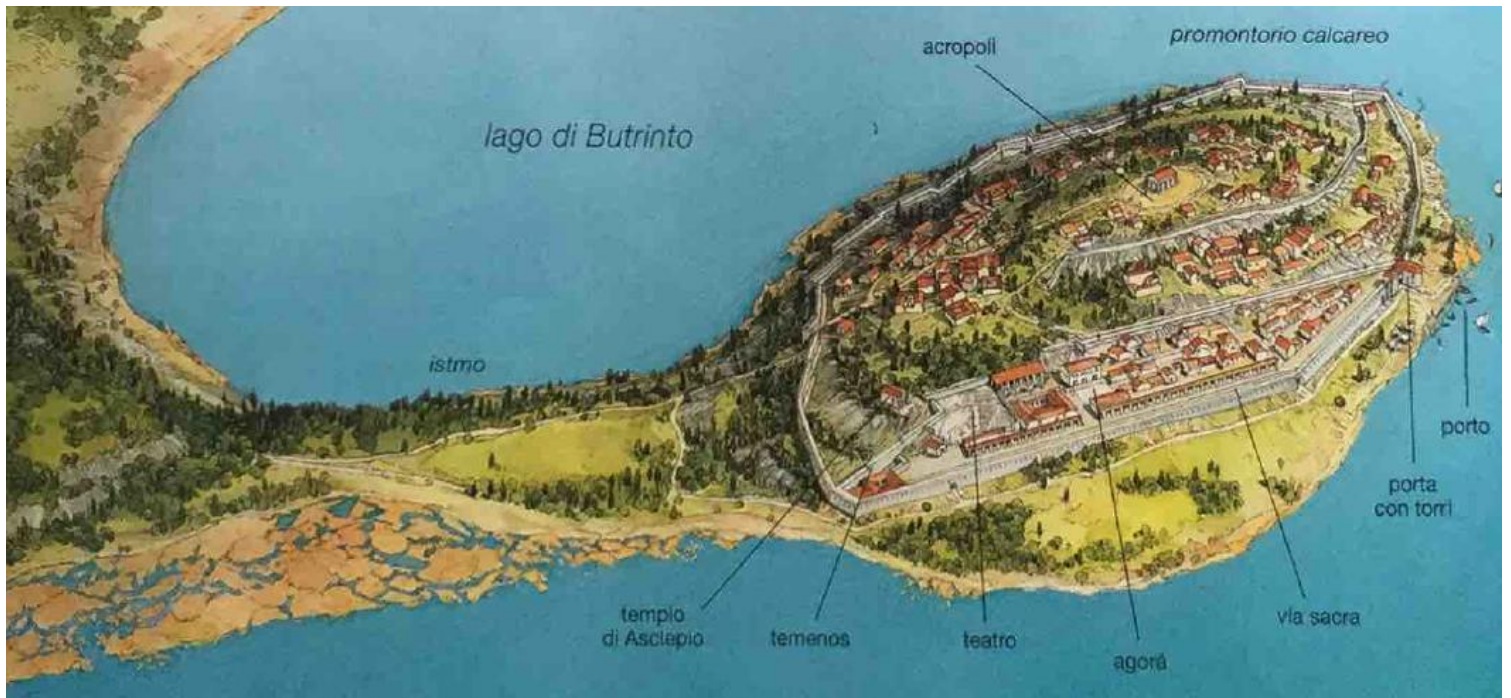 acropoli
promontorio calcareo
lago di Butrinto
istmo
porto
porta
con torri
tempio
di Asclepio
temenos
teatro
agorá
via sacra